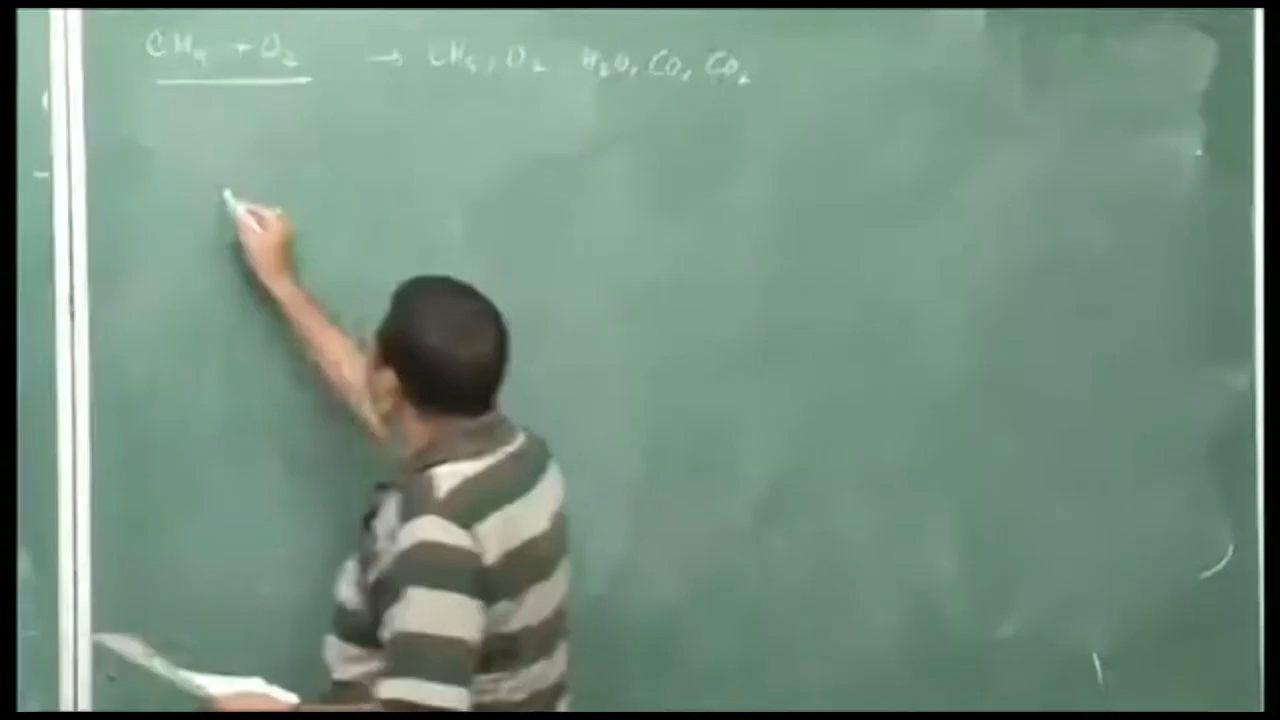 CH₄ + O₂ → CH₄, O₂ H₂O, CO, CO₂